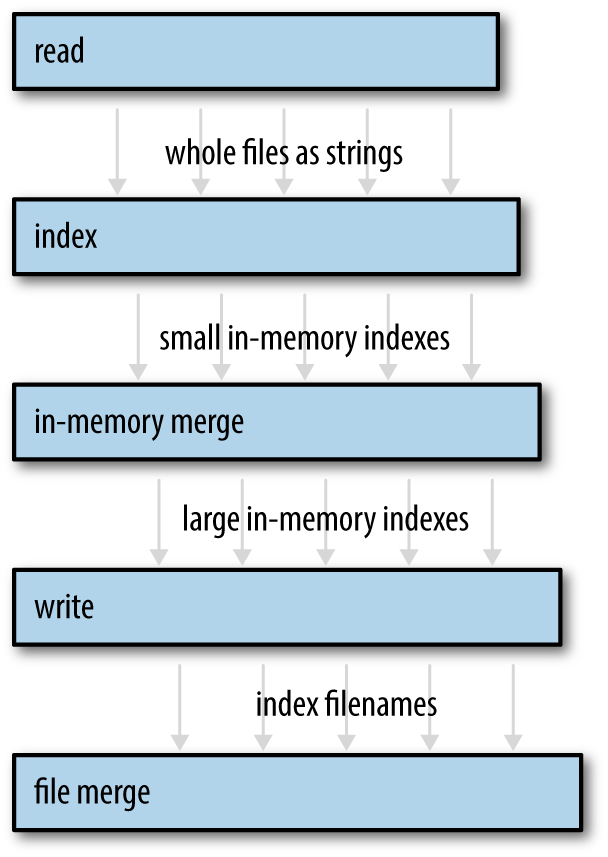 read
whole files as strings
index
small in-memory indexes
in-memory merge
large in-memory indexes
write
index filenames
file merge